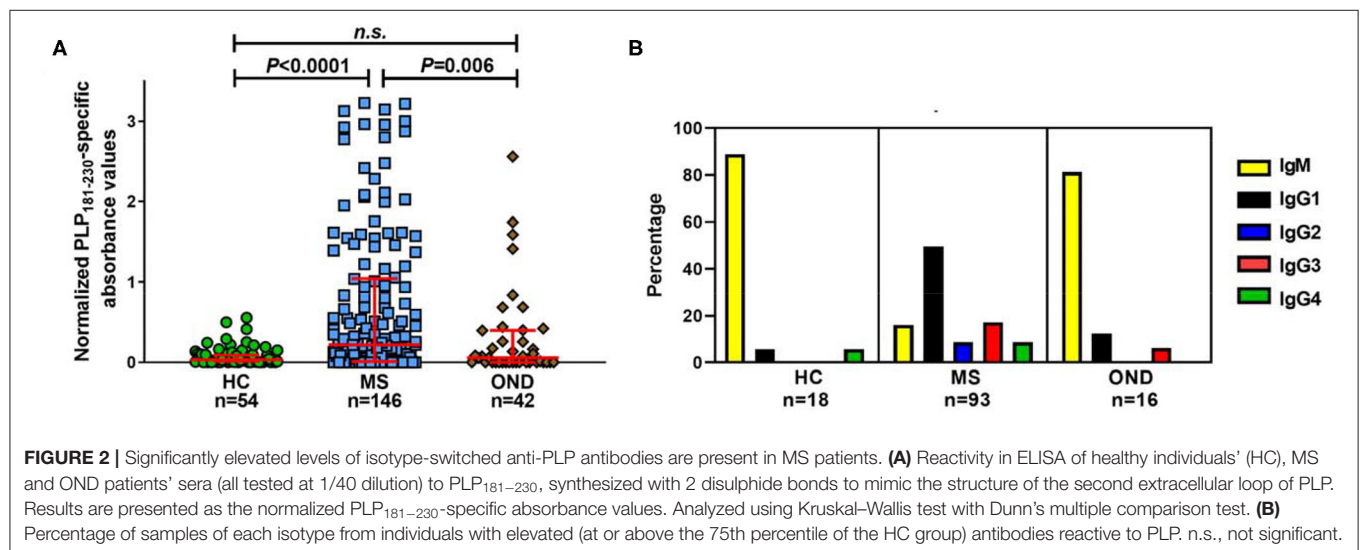 A
n.s.
P<0.0001
P=0.006
Normalized PLP181-230-specific
absorbance values
3
2
1
0
HC
n=54
MS
n=146
OND
n=42
B
Percentage
100
80
60
40
20
0
HC
n=18
MS
n=93
OND
n=16
IgM
IgG1
IgG2
IgG3
IgG4
FIGURE 2 | Significantly elevated levels of isotype-switched anti-PLP antibodies are present in MS patients. (A) Reactivity in ELISA of healthy individuals’ (HC), MS
and OND patients’ sera (all tested at 1/40 dilution) to PLP181−230, synthesized with 2 disulphide bonds to mimic the structure of the second extracellular loop of PLP.
Results are presented as the normalized PLP181−230-specific absorbance values. Analyzed using Kruskal–Wallis test with Dunn’s multiple comparison test. (B)
Percentage of samples of each isotype from individuals with elevated (at or above the 75th percentile of the HC group) antibodies reactive to PLP. n.s., not significant.